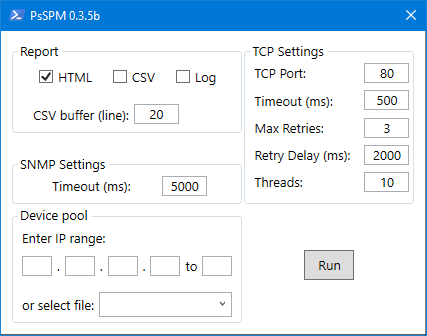 PsSPM 0.3.5b
Report
HTML CSV Log
CSV buffer (line): 20
SNMP Settings
Timeout (ms): 5000
Device pool
Enter IP range:
. . . to
or select file:
TCP Settings
TCP Port: 80
Timeout (ms): 500
Max Retries: 3
Retry Delay (ms): 2000
Threads: 10
Run